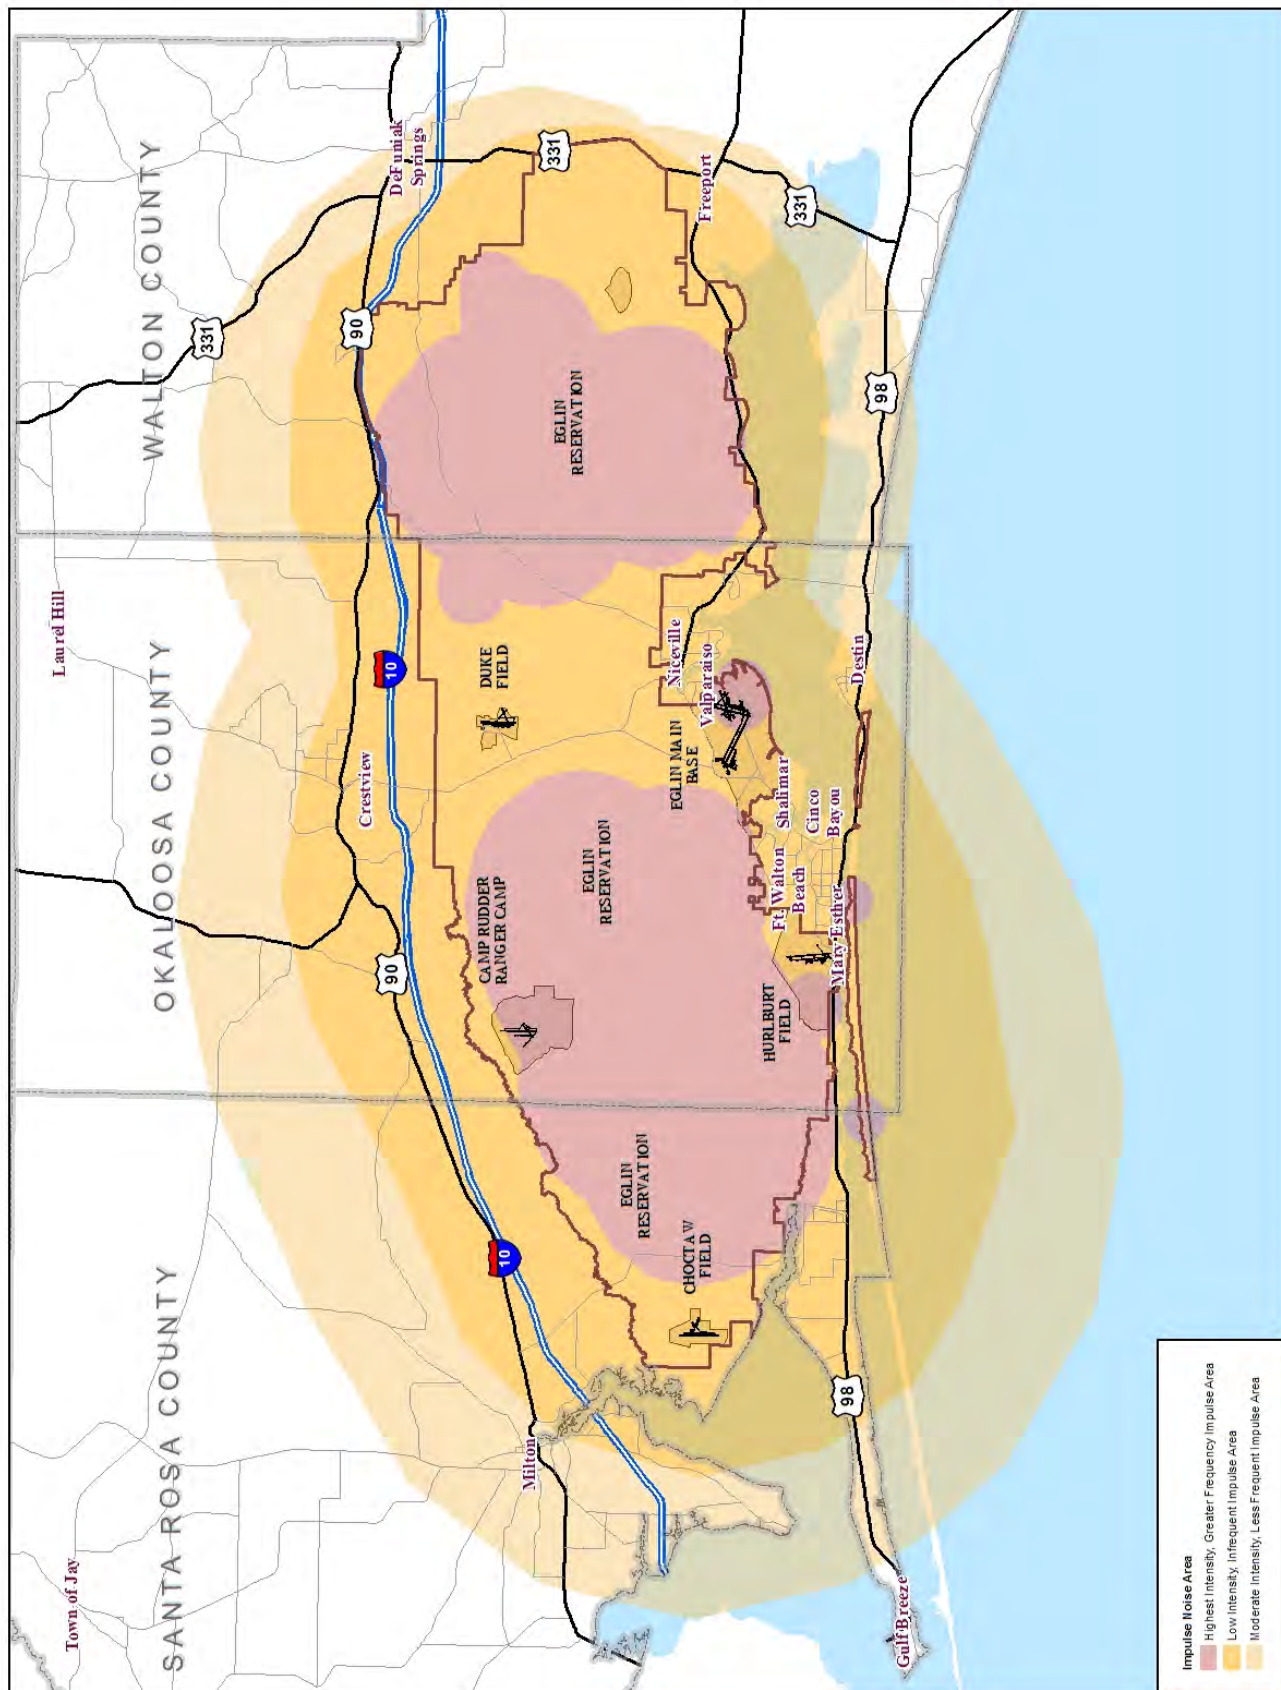 SANTA ROSA COUNTY
OKALOOSA COUNTY
WALTON COUNTY
Town of Jay
Laurel Hill
331
90
DeFuniak
Springs
Crestview
10
90
331
10
Milton
CAMP RUDDER
RANGER CAMP
DUKE
FIELD
EGLIN
RESERVATION
EGLIN
RESERVATION
EGLIN
RESERVATION
CHOCTAW
FIELD
EGLIN MAIN
BASE
Niceville
Valparaiso
Freeport
331
HURLBURT
FIELD
Ft. Walton
Beach
Shalimar
Cinco
Bayou
Mary Esther
Destin
98
98
Gulf Breeze
Impulse Noise Area
Highest Intensity, Greater Frequency Impulse Area
Low Intensity, Infrequent Impulse Area
Moderate Intensity, Less Frequent Impulse Area